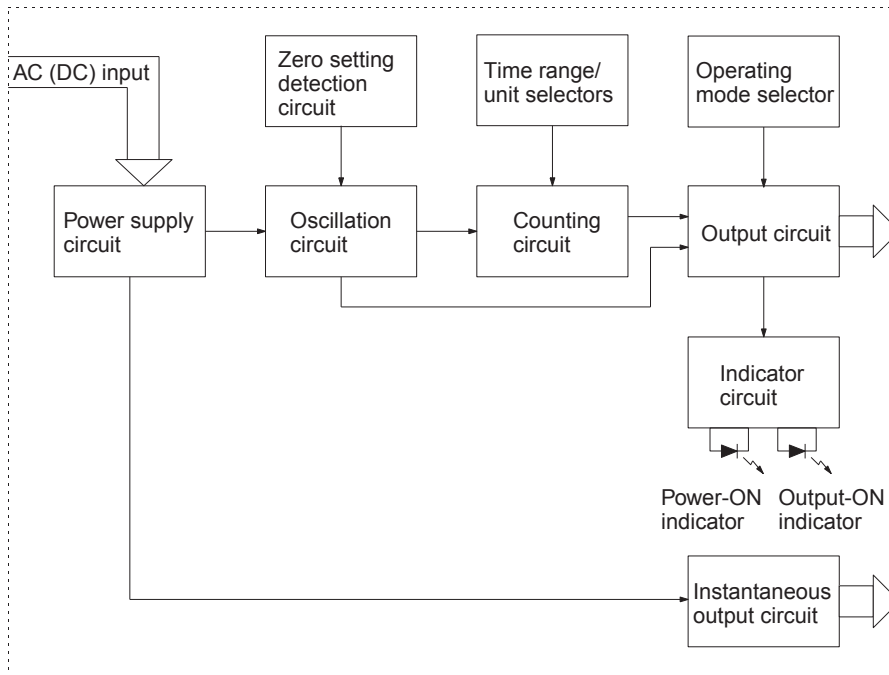 AC (DC) input
Zero setting
detection
circuit
Time range/
unit selectors
Operating
mode selector
Power supply
circuit
Oscillation
circuit
Counting
circuit
Output circuit
Indicator
circuit
Power-ON
indicator
Output-ON
indicator
Instantaneous
output circuit